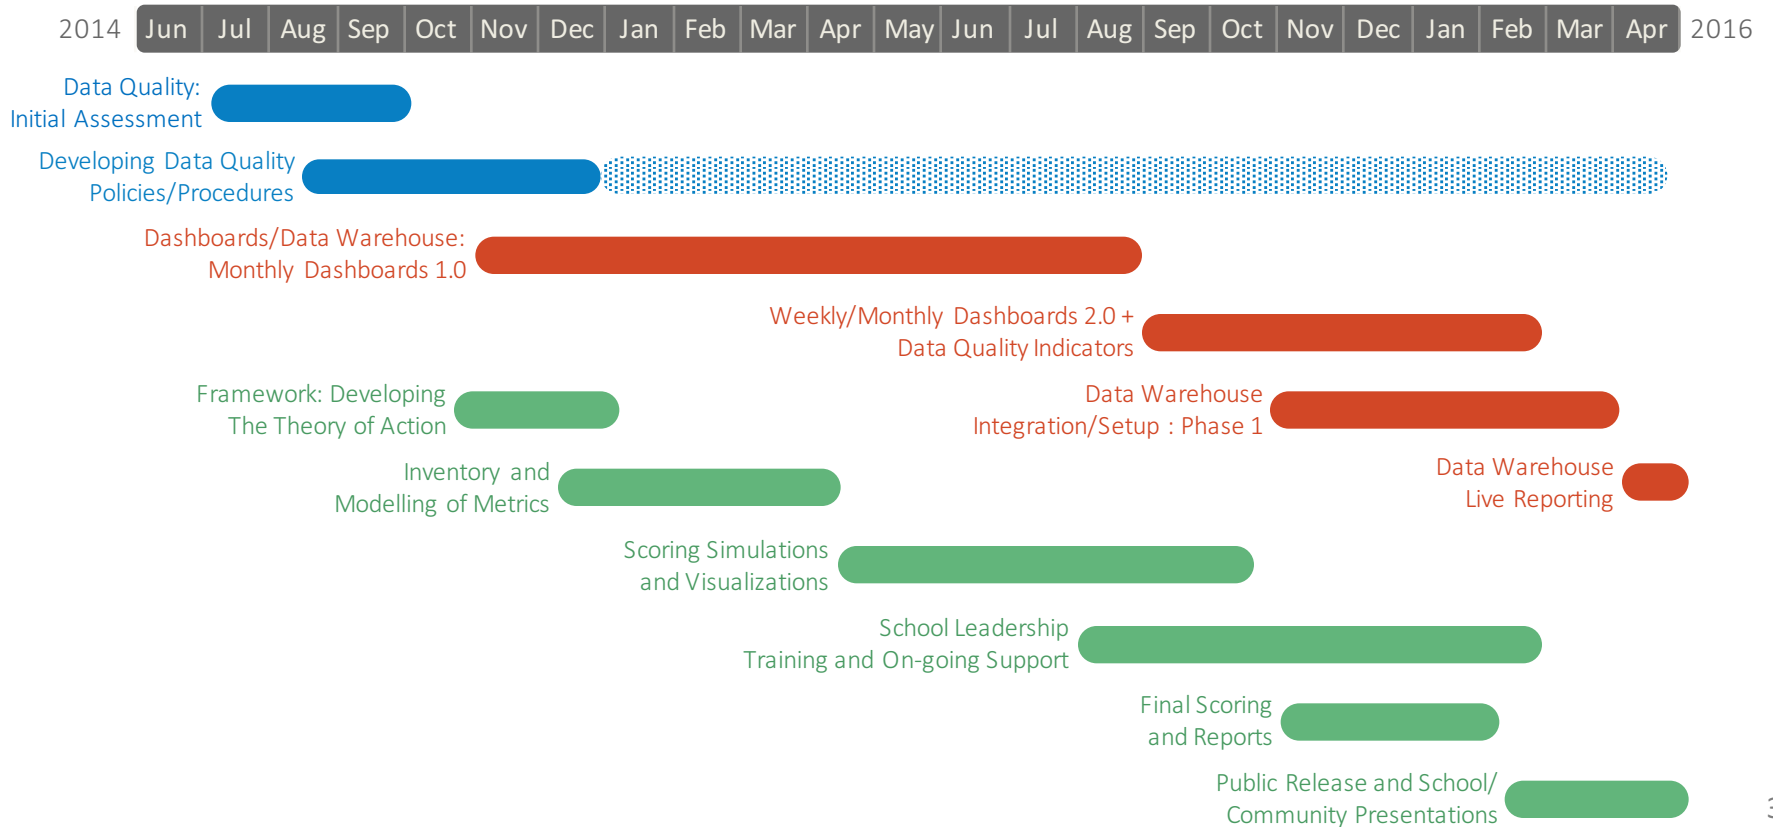 2014 Jun Jul Aug Sep Oct Nov Dec Jan Feb Mar Apr May Jun Jul Aug Sep Oct Nov Dec Jan Feb Mar Apr 2016
Data Quality:
Initial Assessment
Developing Data Quality
Policies/Procedures
Dashboards/Data Warehouse:
Monthly Dashboards 1.0
Weekly/Monthly Dashboards 2.0 +
Data Quality Indicators
Framework: Developing
The Theory of Action
Data Warehouse
Integration/Setup : Phase 1
Inventory and
Modelling of Metrics
Data Warehouse
Live Reporting
Scoring Simulations
and Visualizations
School Leadership
Training and On-going Support
Final Scoring
and Reports
Public Release and School/
Community Presentations